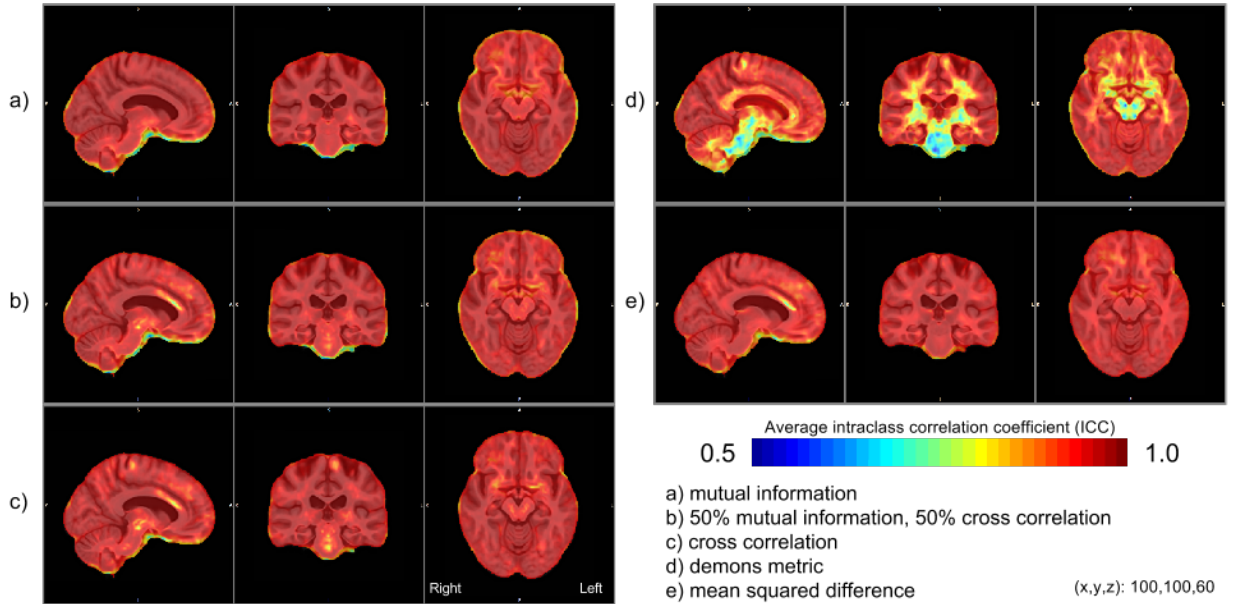 a)
b)
c)
Right
Left
d)
e)
Average intraclass correlation coefficient (ICC)
0.5
1.0
a) mutual information
b) 50% mutual information, 50% cross correlation
c) cross correlation
d) demons metric
e) mean squared difference
(x,y,z): 100,100,60